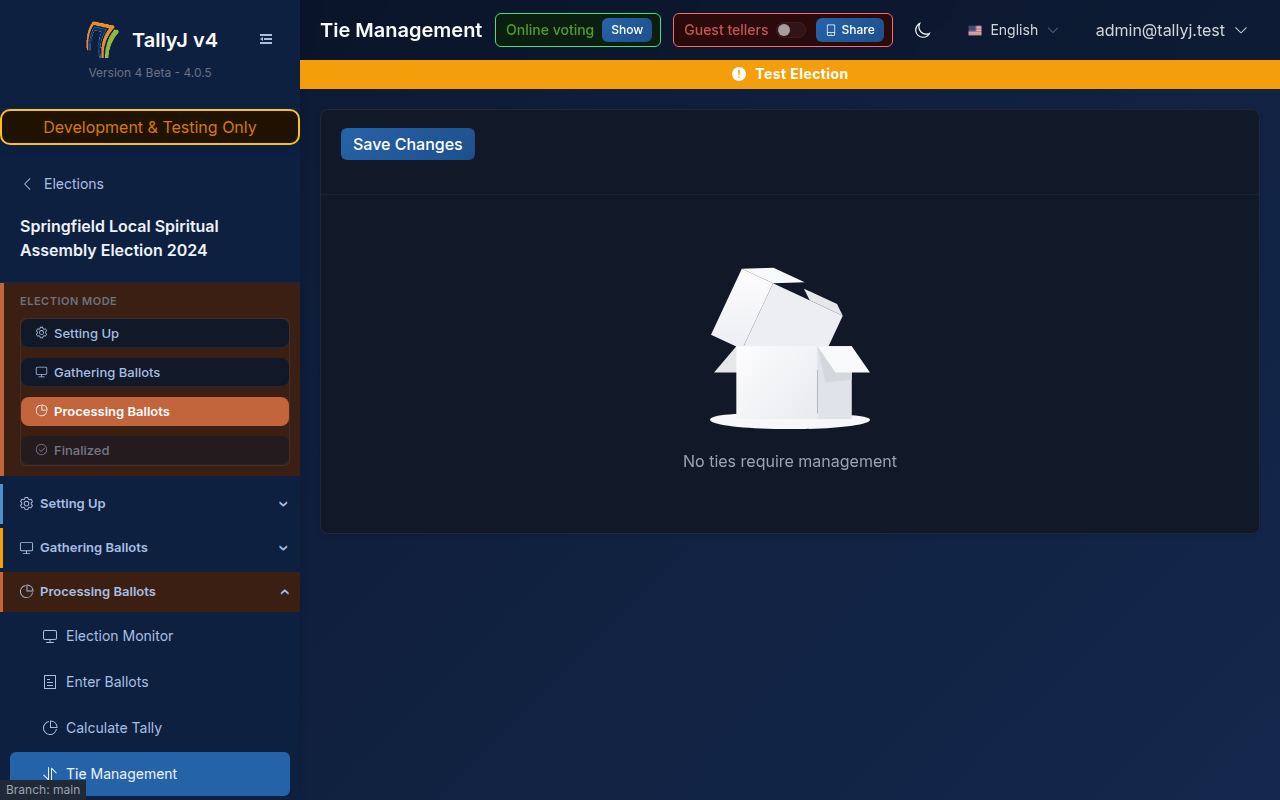 TallyJ v4
Version 4 Beta - 4.0.5
Development & Testing Only
Elections
Springfield Local Spiritual
Assembly Election 2024
ELECTION MODE
Setting Up
Gathering Ballots
Processing Ballots
Finalized
Setting Up
Gathering Ballots
Processing Ballots
Election Monitor
Enter Ballots
Calculate Tally
Tie Management
Branch: main
Tie Management
Online voting
Show
Guest tellers
Share
English
admin@tallyj.test
Test Election
Save Changes
No ties require management